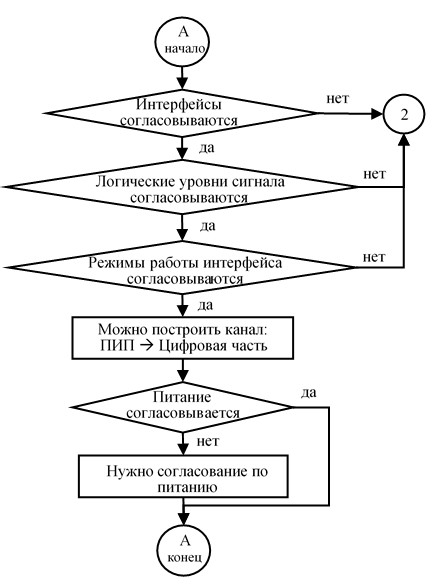 А
начало
Интерфейсы
согласовываются
нет
2
да
Логические уровни сигнала
согласовываются
нет
да
Режимы работы интерфейса
согласовываются
нет
да
Можно построить канал:
ПИП → Цифровая часть
Питание
согласовывается
да
нет
Нужно согласование по
питанию
А
конец